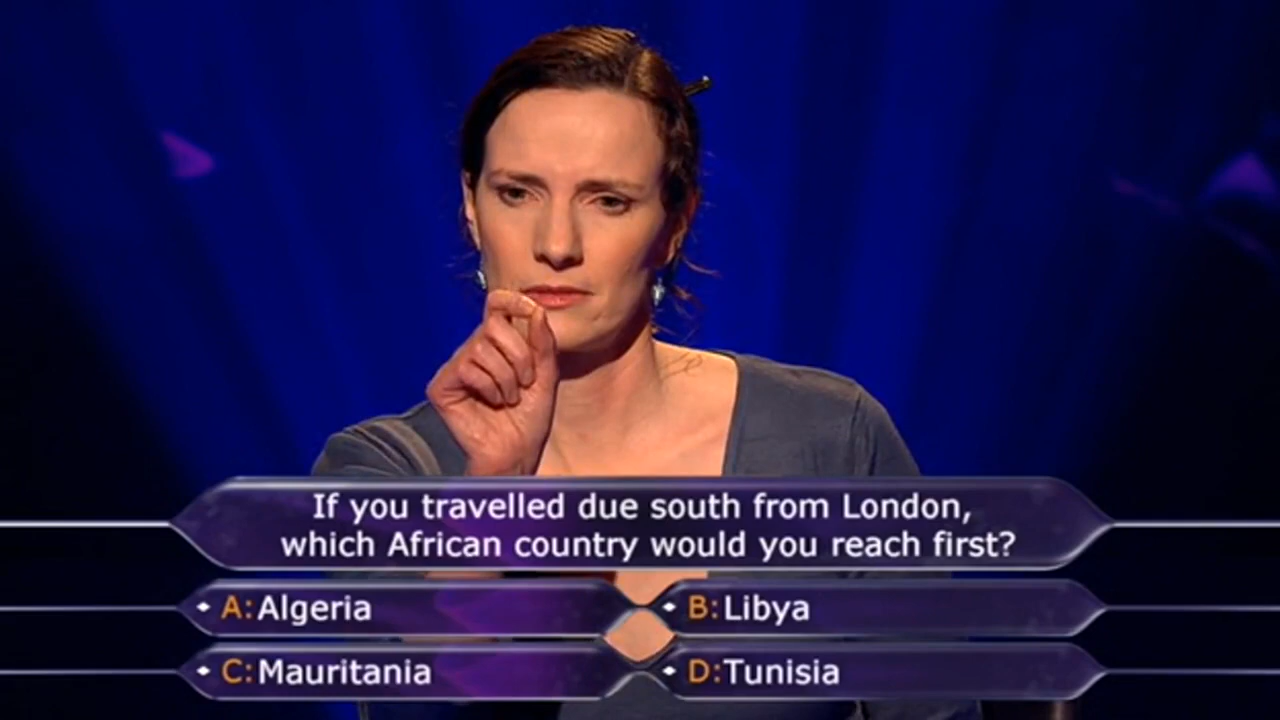 If you travelled due south from London,
which African country would you reach first?
A: Algeria
B: Libya
C: Mauritania
D: Tunisia